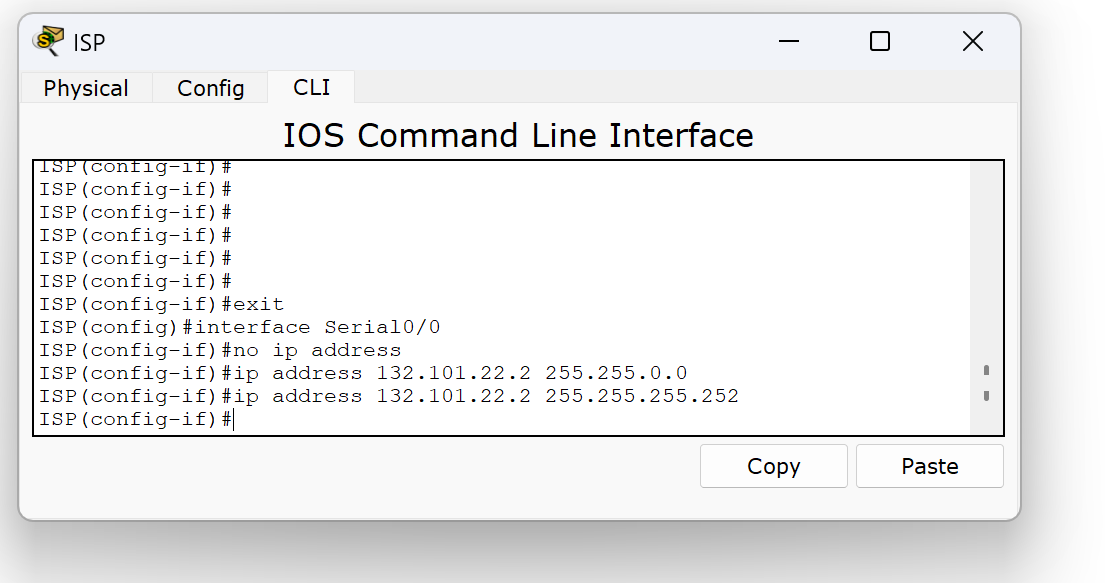 ISP
Physical Config CLI
IOS Command Line Interface
ISP(config-if)#
ISP(config-if)#
ISP(config-if)#
ISP(config-if)#
ISP(config-if)#
ISP(config-if)#
ISP(config-if)#exit
ISP(config)#interface Serial0/0
ISP(config-if)#no ip address
ISP(config-if)#ip address 132.101.22.2 255.255.0.0
ISP(config-if)#ip address 132.101.22.2 255.255.255.252
ISP(config-if)#
Copy Paste